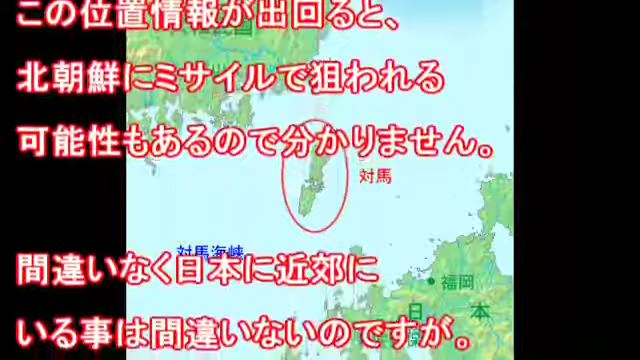 この位置情報が出回ると、
北朝鮮にミサイルで狙われる
可能性もあるので分かりません。
対馬
対馬海峡
間違いなく日本に近郊に
福岡
日 本
いる事は間違いないのですが。